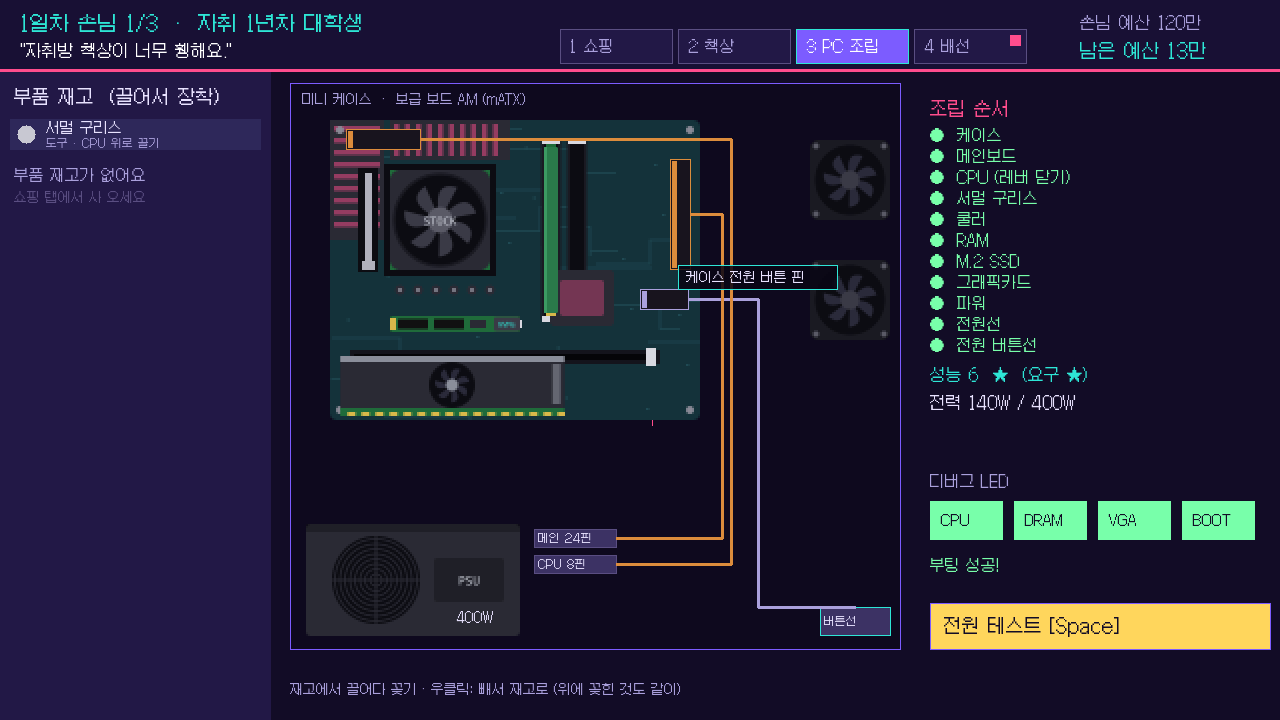 1일차 손님 1/3 · 자취 1년차 대학생
"자취방 책상이 너무 휑해요."
1 쇼핑
2 책상
3 PC 조립
4 배선
손님 예산 120만
남은 예산 13만
부품 재고 (끌어서 장착)
서멀 구리스
도구 · CPU 위로 끌기
부품 재고가 없어요
쇼핑 탭에서 사 오세요
미니 케이스 · 보급 보드 AM (mATX)
STOCK
케이스 전원 버튼 핀
메인 24핀
CPU 8핀
PSU
400W
버튼선
재고에서 끌어다 꽂기 · 우클릭: 빼서 재고로 (위에 꽂힌 것도 같이)
조립 순서
케이스
메인보드
CPU (레버 닫기)
서멀 구리스
쿨러
RAM
M.2 SSD
그래픽카드
파워
전원선
전원 버튼선
성능 6 ★ (요구 ★)
전력 140W / 400W
디버그 LED
CPU
DRAM
VGA
BOOT
부팅 성공!
전원 테스트 [Space]